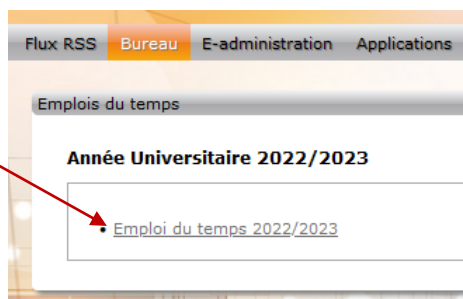 Flux RSS Bureau E-administration Applications
Emplois du temps
Année Universitaire 2022/2023
• Emploi du temps 2022/2023